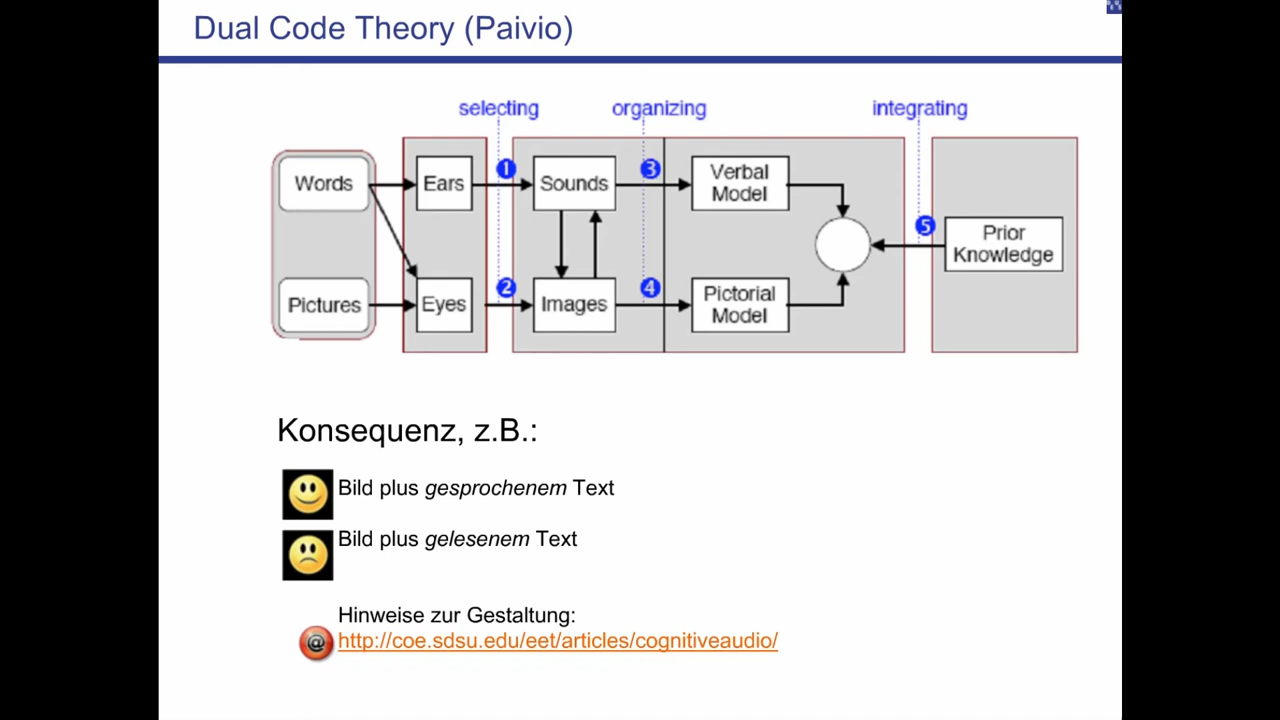 Dual Code Theory (Paivio)
selecting organizing integrating
Words Ears 1 Sounds 3 Verbal Model
5 Prior Knowledge
Pictures Eyes 2 Images 4 Pictorial Model
Konsequenz, z.B.:
Bild plus gesprochenem Text
Bild plus gelesenem Text
Hinweise zur Gestaltung:
@ http://coe.sdsu.edu/eet/articles/cognitiveaudio/